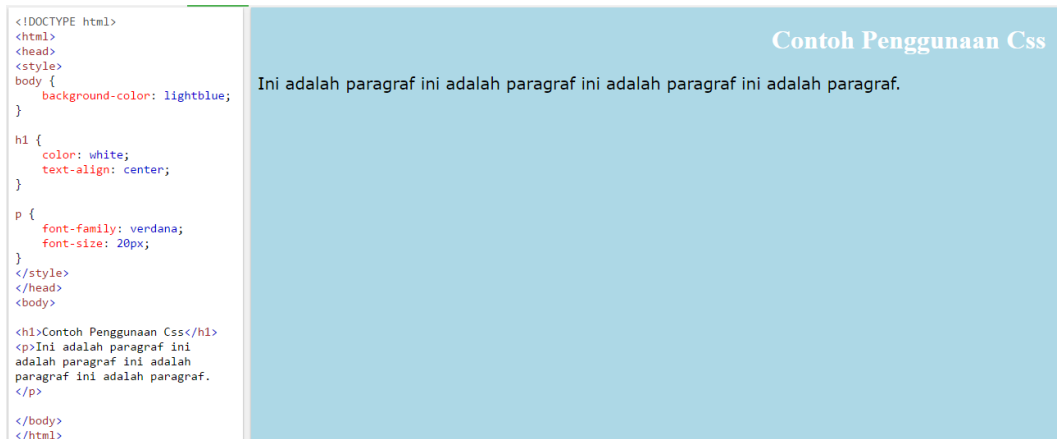 <!DOCTYPE html>
<html>
<head>
<style>
body {
    background-color: lightblue;
}

h1 {
    color: white;
    text-align: center;
}

p {
    font-family: verdana;
    font-size: 20px;
}
</style>
</head>
<body>

<h1>Contoh Penggunaan Css</h1>
<p>Ini adalah paragraf ini
adalah paragraf ini adalah
paragraf ini adalah paragraf.
</p>

</body>
</html>
Contoh Penggunaan Css
Ini adalah paragraf ini adalah paragraf ini adalah paragraf ini adalah paragraf.